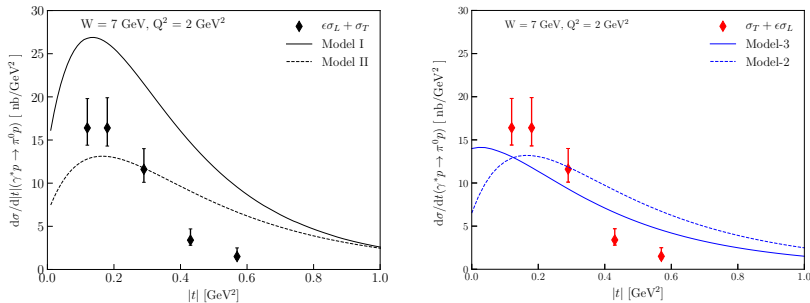 W = 7 GeV, Q² = 2 GeV²
ϵσ_L + σ_T
Model I
Model II
dσ/d|t|(γ*p → π⁰p) [ nb/GeV² ]
30
25
20
15
10
5
0
0.0 0.2 0.4 0.6 0.8 1.0
|t| [GeV²]
W = 7 GeV, Q² = 2 GeV²
σ_T + ϵσ_L
Model-3
Model-2
dσ/dt(γ*p → π⁰p) [ nb/GeV² ]
30
25
20
15
10
5
0
0.0 0.2 0.4 0.6 0.8 1.0
|t| [GeV²]